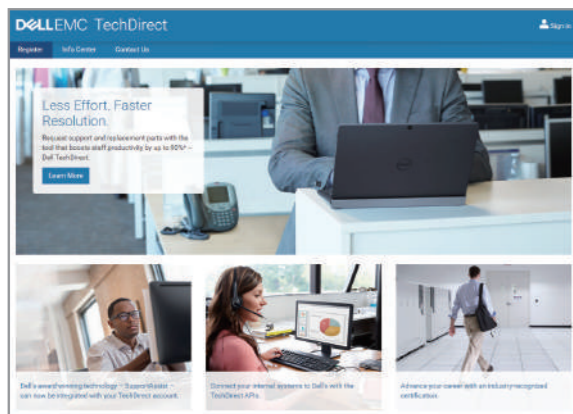 DELLEMC TechDirect
Sign In
Register Info Center Contact Us
Less Effort. Faster
Resolution.
Request support and replacement parts with the
tool that boosts staff productivity by up to 90%* –
Dell TechDirect.
Learn More
Dell's award-winning technology – SupportAssist –
can now be integrated with your TechDirect account.
Connect your internal systems to Dell's with the
TechDirect APIs.
Advance your career with an industry-recognized
certification.